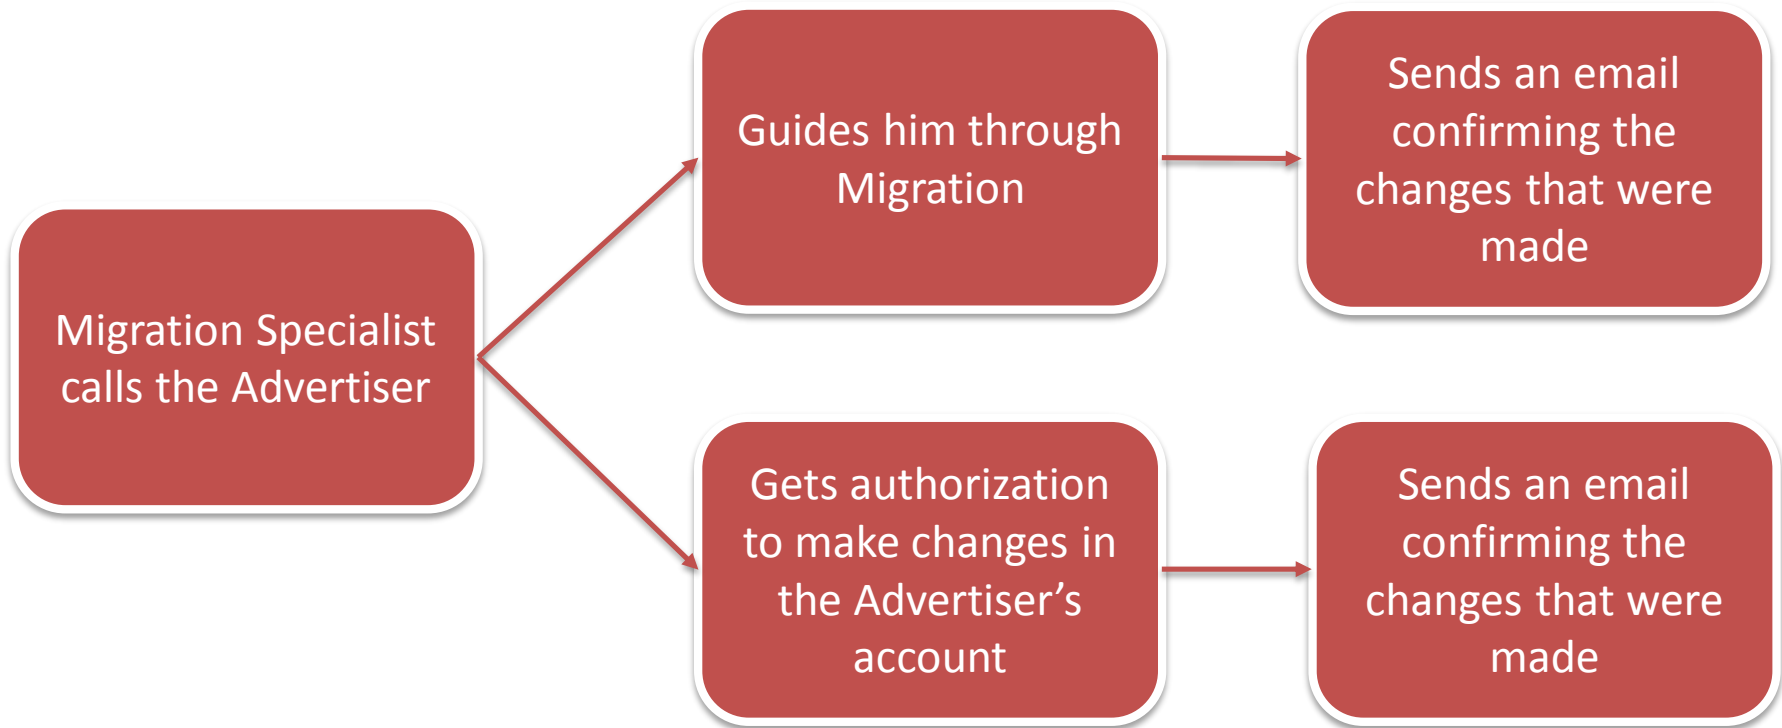 Migration Specialist
calls the Advertiser
Guides him through
Migration
Sends an email
confirming the
changes that were
made
Gets authorization
to make changes in
the Advertiser’s
account
Sends an email
confirming the
changes that were
made